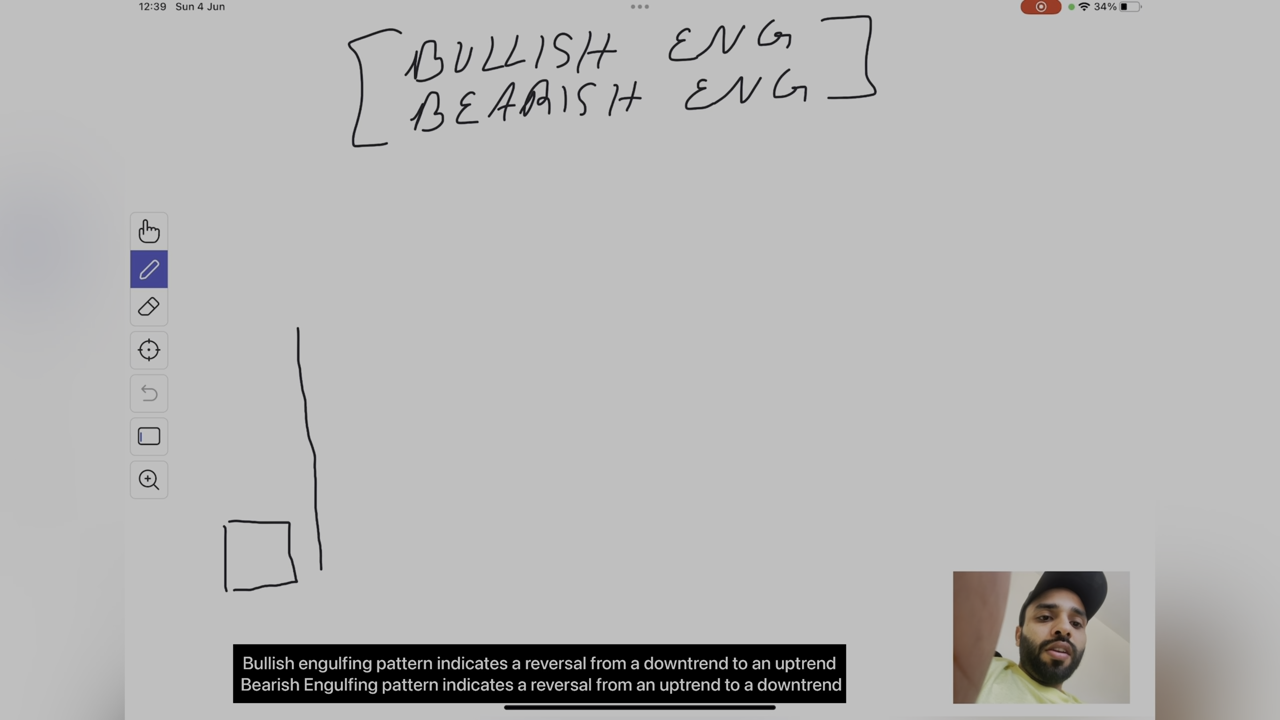 12:39 Sun 4 Jun
34%
BULLISH ENG
BEARISH ENG
Bullish engulfing pattern indicates a reversal from a downtrend to an uptrend
Bearish Engulfing pattern indicates a reversal from an uptrend to a downtrend